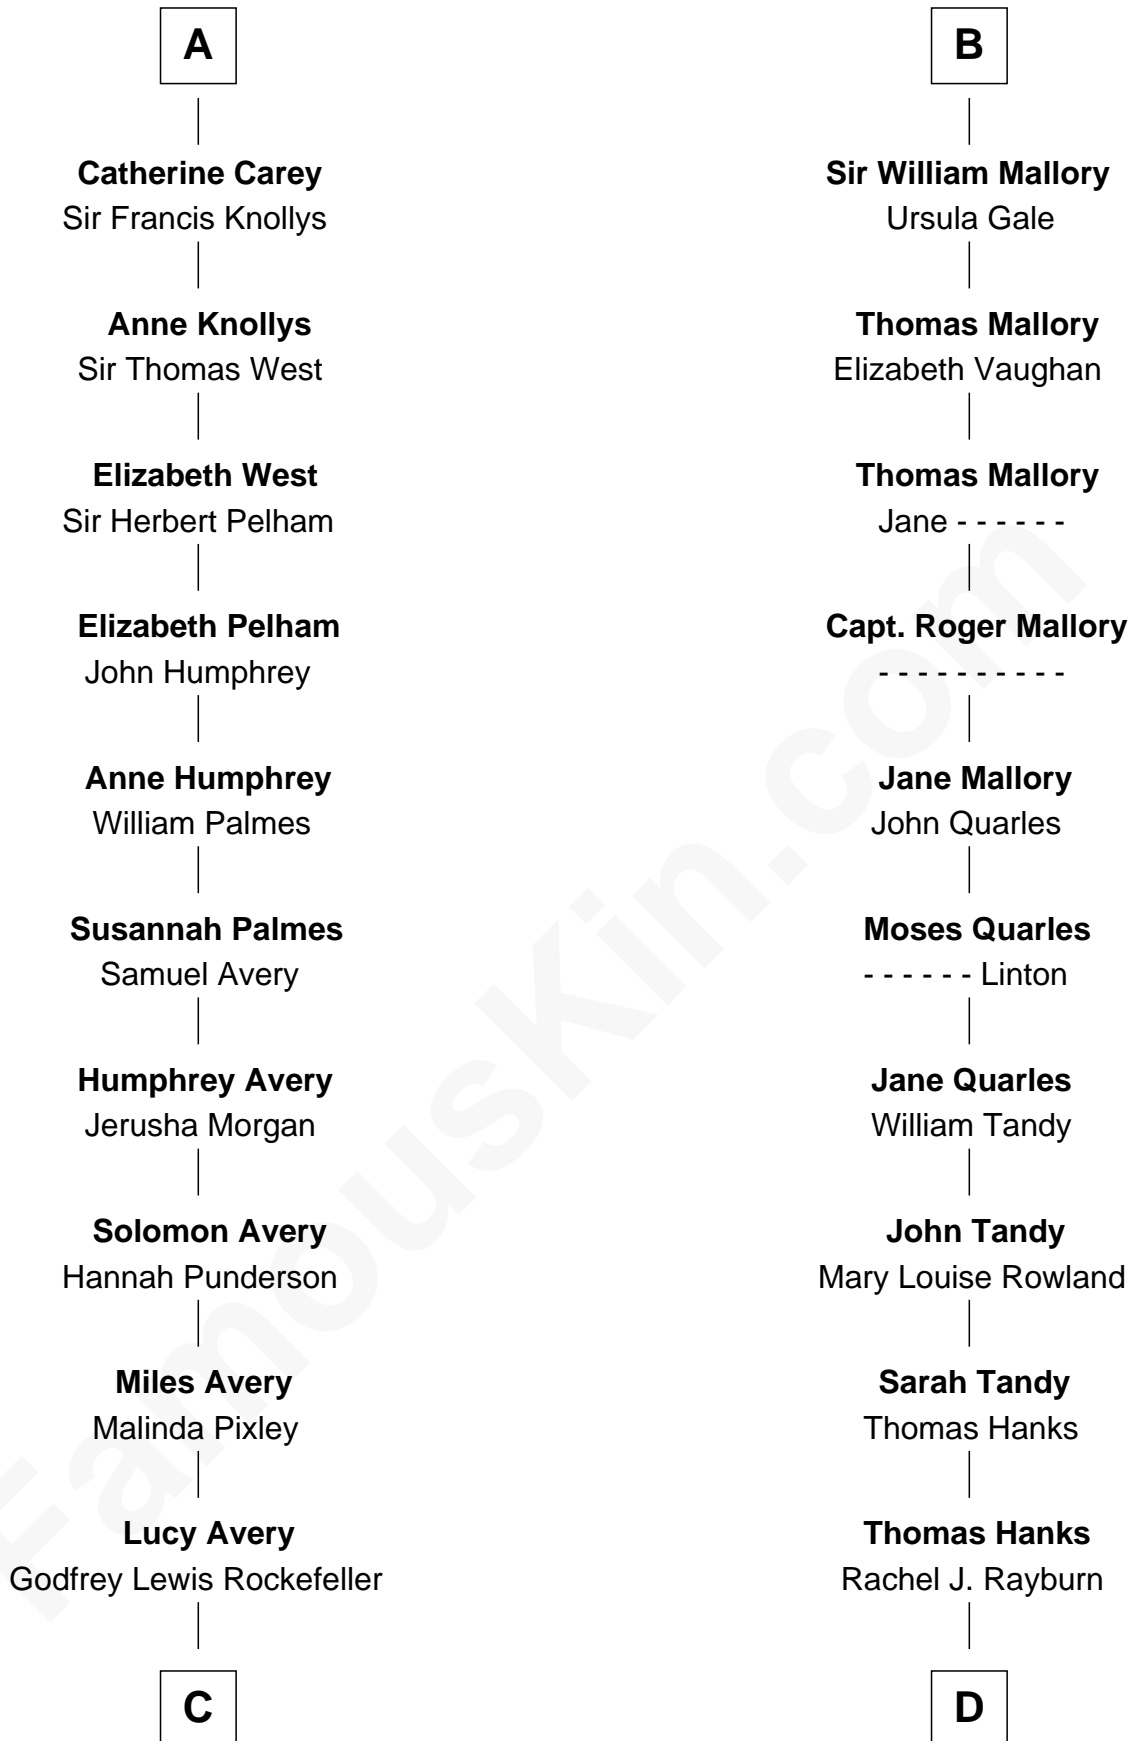 A
Catherine Carey
Sir Francis Knollys
Anne Knollys
Sir Thomas West
Elizabeth West
Sir Herbert Pelham
Elizabeth Pelham
John Humphrey
Anne Humphrey
William Palmes
Susannah Palmes
Samuel Avery
Humphrey Avery
Jerusha Morgan
Solomon Avery
Hannah Punderson
Miles Avery
Malinda Pixley
Lucy Avery
Godfrey Lewis Rockefeller
C
B
Sir William Mallory
Ursula Gale
Thomas Mallory
Elizabeth Vaughan
Thomas Mallory
Jane - - - - - -
Capt. Roger Mallory
- - - - - - - - - -
Jane Mallory
John Quarles
Moses Quarles
- - - - - - Linton
Jane Quarles
William Tandy
John Tandy
Mary Louise Rowland
Sarah Tandy
Thomas Hanks
Thomas Hanks
Rachel J. Rayburn
D
FamousKin.com